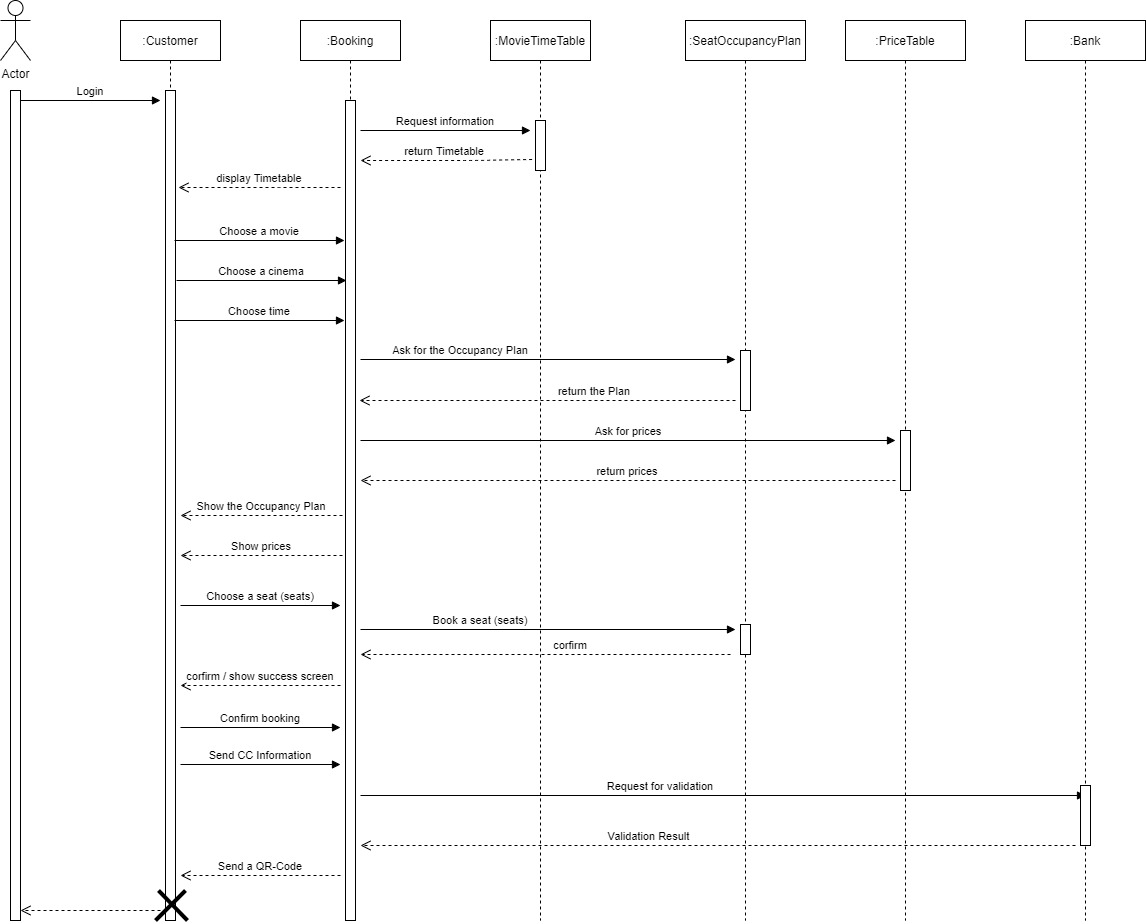 Actor
:Customer
:Booking
:MovieTimeTable
:SeatOccupancyPlan
:PriceTable
:Bank
Login
Request information
return Timetable
display Timetable
Choose a movie
Choose a cinema
Choose time
Ask for the Occupancy Plan
return the Plan
Ask for prices
return prices
Show the Occupancy Plan
Show prices
Choose a seat (seats)
Book a seat (seats)
corfirm
corfirm / show success screen
Confirm booking
Send CC Information
Request for validation
Validation Result
Send a QR-Code